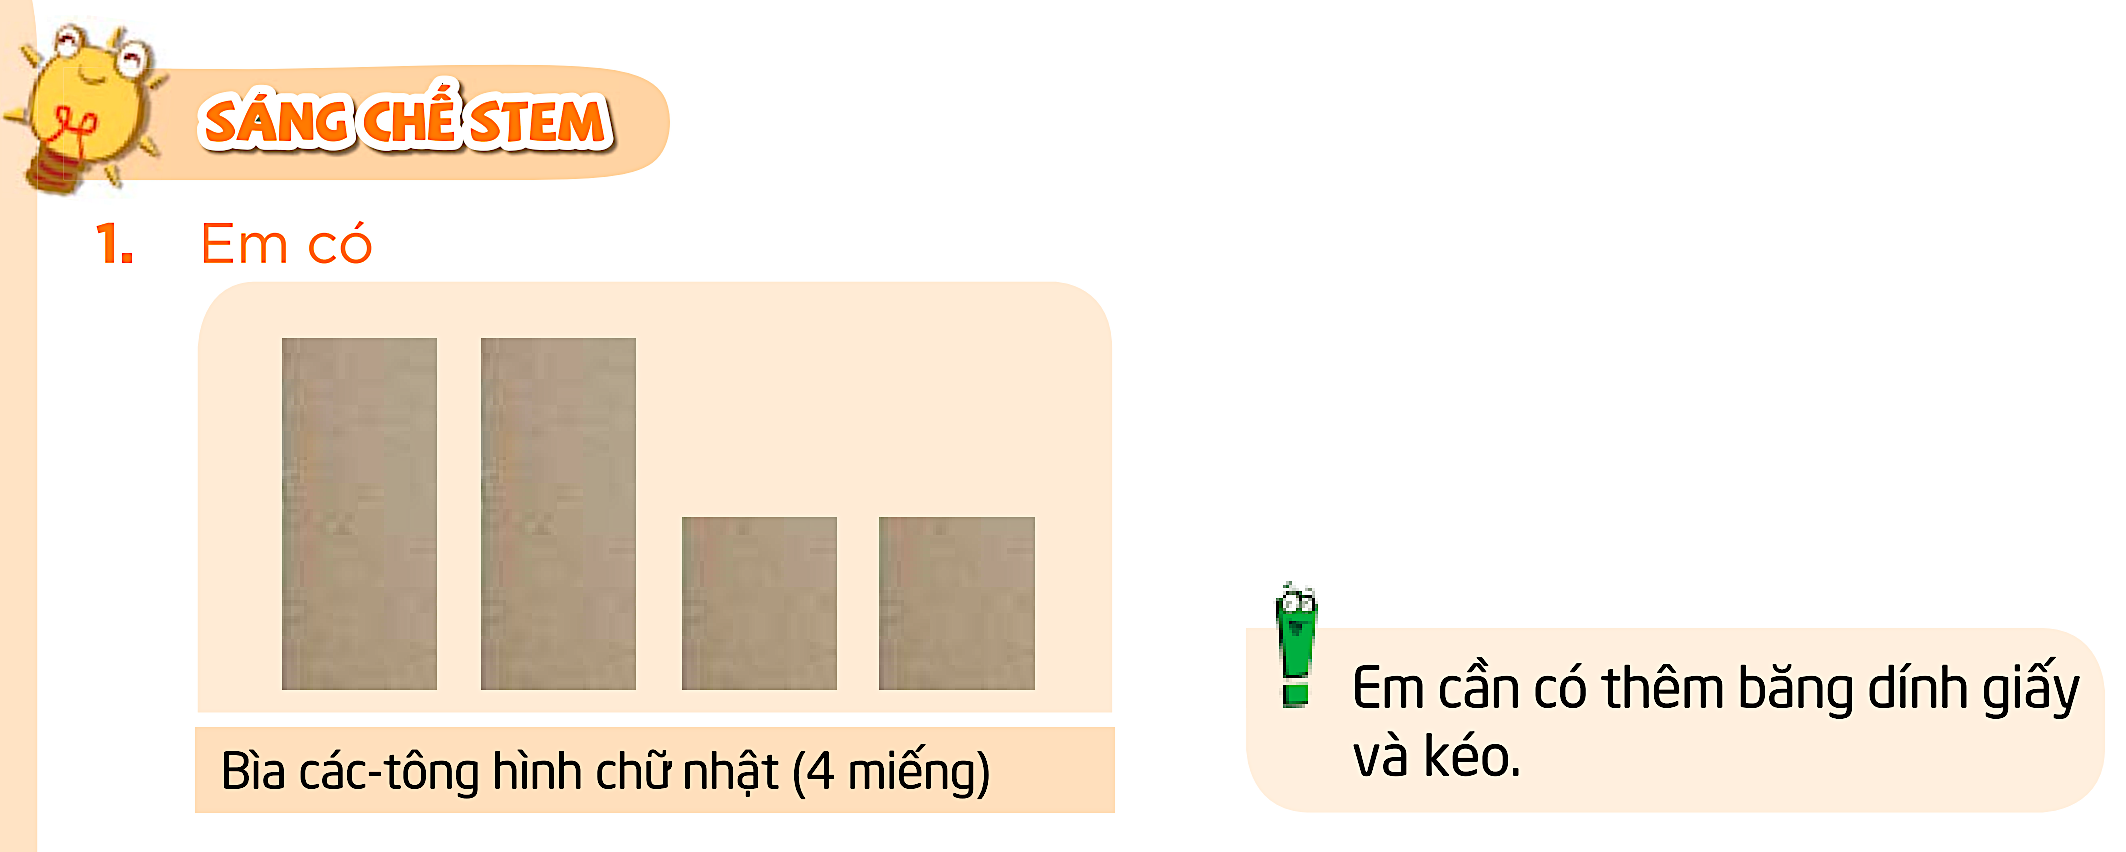 SÁNG CHẾ STEM
1. Em có
Bìa các-tông hình chữ nhật (4 miếng)
Em cần có thêm băng dính giấy
và kéo.